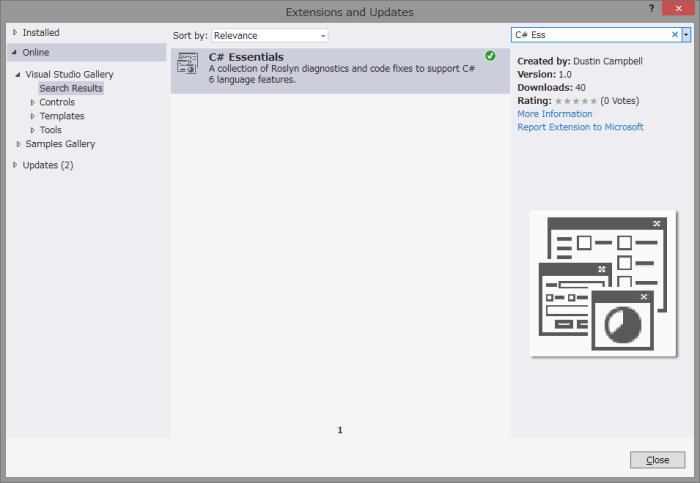 Extensions and Updates
?
Installed
Online
Visual Studio Gallery
Search Results
Controls
Templates
Tools
Samples Gallery
Updates (2)
Sort by: Relevance
C# Essentials
A collection of Roslyn diagnostics and code fixes to support C#
6 language features.
1
C# Ess
Created by: Dustin Campbell
Version: 1.0
Downloads: 40
Rating: ★★★★★ (0 Votes)
More Information
Report Extension to Microsoft
Close